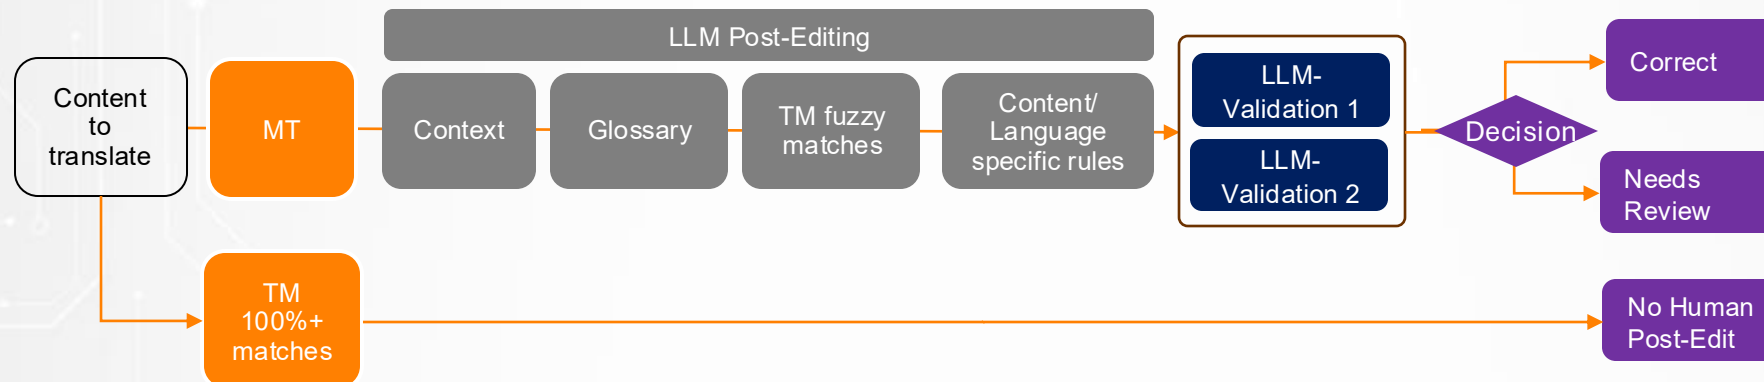 LLM Post-Editing
Content
to
translate
MT
Context
Glossary
TM fuzzy
matches
Content/
Language
specific rules
LLM-
Validation 1
LLM-
Validation 2
Decision
Correct
Needs
Review
TM
100%+
matches
No Human
Post-Edit